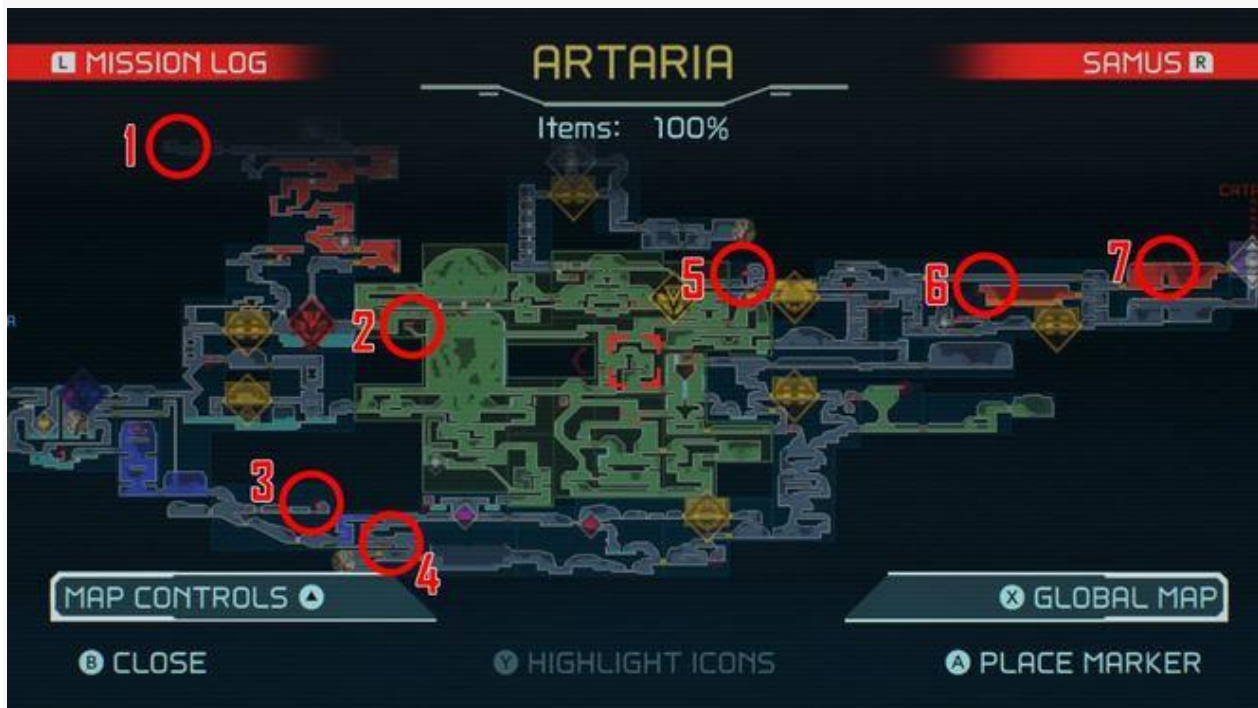 L MISSION LOG
ARTARIA
SAMUS R
Items: 100%
1
2
3
4
5
6
7
MAP CONTROLS
X GLOBAL MAP
B CLOSE
Y HIGHLIGHT ICONS
A PLACE MARKER